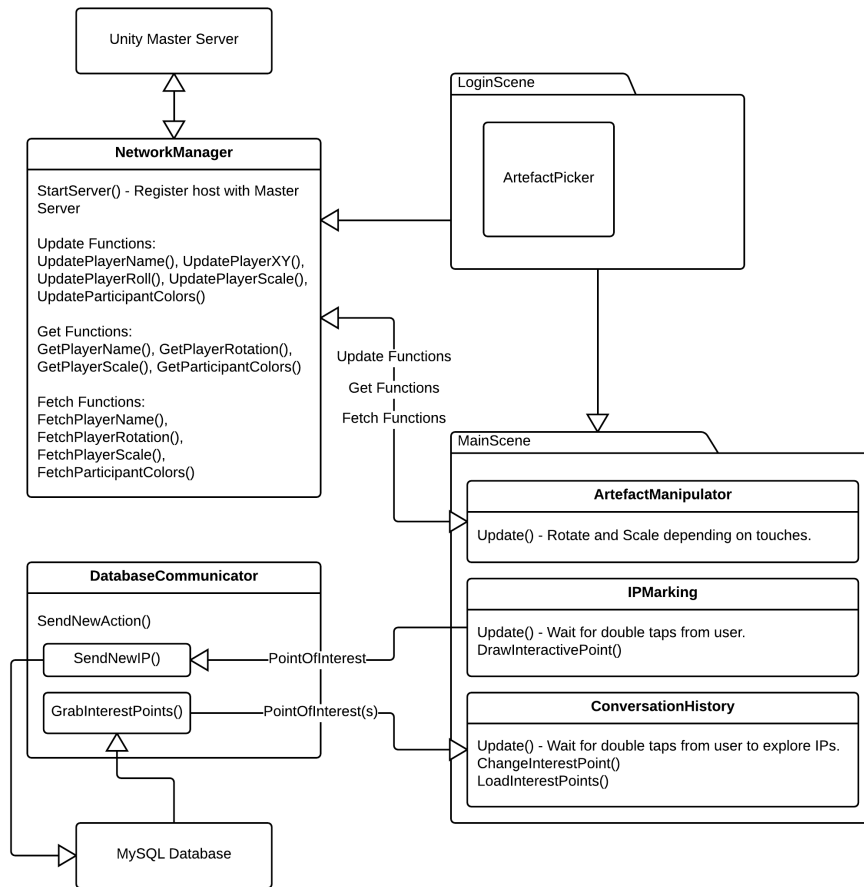 Unity Master Server
LoginScene
ArtefactPicker
NetworkManager
StartServer() - Register host with Master
Server
Update Functions:
UpdatePlayerName(), UpdatePlayerXY(),
UpdatePlayerRoll(), UpdatePlayerScale(),
UpdateParticipantColors()
Get Functions:
GetPlayerName(), GetPlayerRotation(),
GetPlayerScale(), GetParticipantColors()
Fetch Functions:
FetchPlayerName(),
FetchPlayerRotation(),
FetchPlayerScale(),
FetchParticipantColors()
Update Functions
Get Functions
Fetch Functions
MainScene
ArtefactManipulator
Update() - Rotate and Scale depending on touches.
IPMarking
Update() - Wait for double taps from user.
DrawInteractivePoint()
ConversationHistory
Update() - Wait for double taps from user to explore IPs.
ChangeInterestPoint()
LoadInterestPoints()
DatabaseCommunicator
SendNewAction()
SendNewIP()
PointOfInterest
GrabInterestPoints()
PointOfInterest(s)
MySQL Database